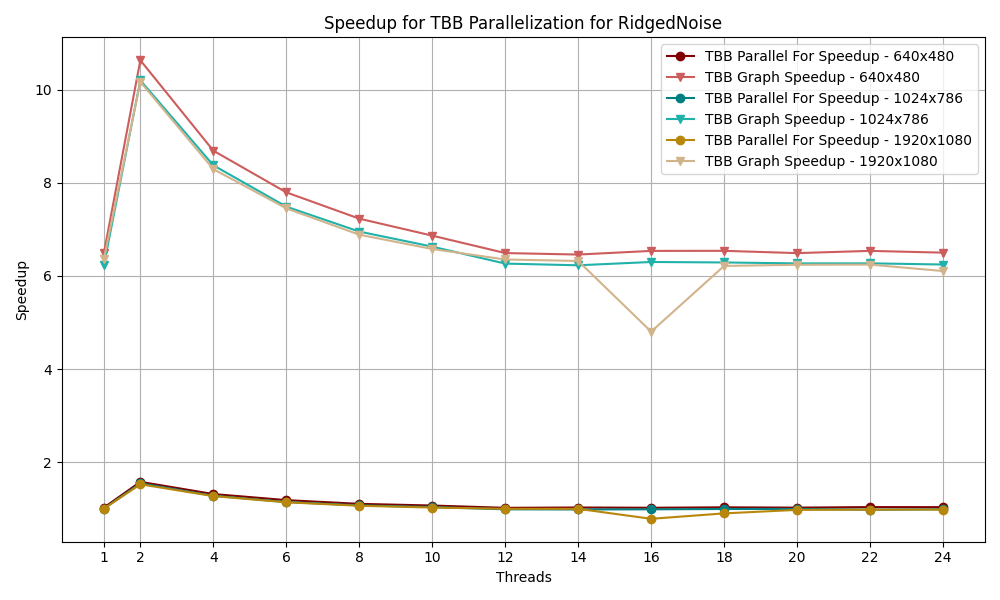 Speedup for TBB Parallelization for RidgedNoise
TBB Parallel For Speedup - 640x480
TBB Graph Speedup - 640x480
TBB Parallel For Speedup - 1024x786
TBB Graph Speedup - 1024x786
TBB Parallel For Speedup - 1920x1080
TBB Graph Speedup - 1920x1080
Speedup
10
8
6
4
2
1 2 4 6 8 10 12 14 16 18 20 22 24
Threads